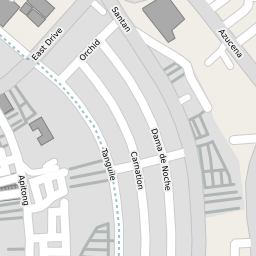 Santan
Azucena
Orchid
East Drive
Dama de Noche
Carnation
Tanguile
Apitong